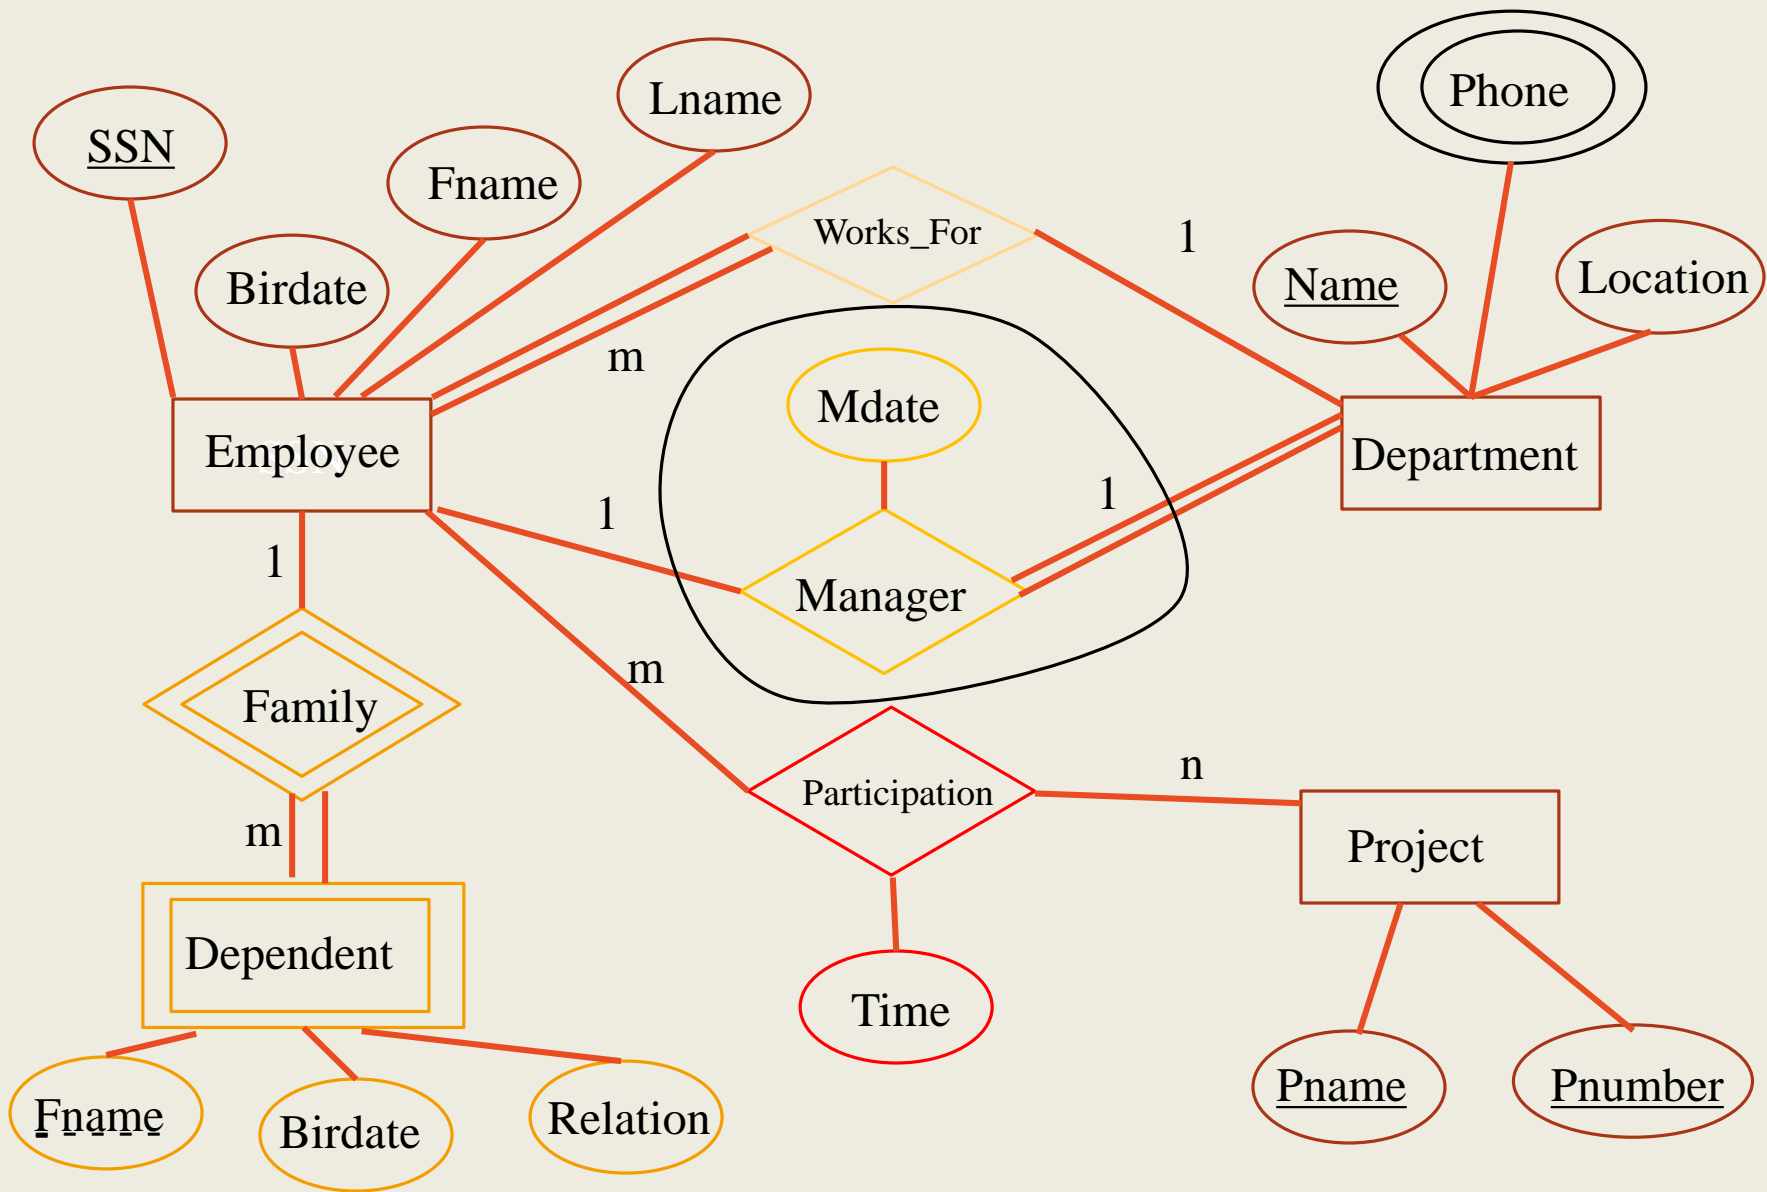 Lname
Phone
SSN
Fname
Works_For
1
Name
Location
Birdate
m
Mdate
Employee
Department
1
1
1
Manager
m
Family
n
Participation
m
Project
Dependent
Time
Pname
Pnumber
Fname
Birdate
Relation